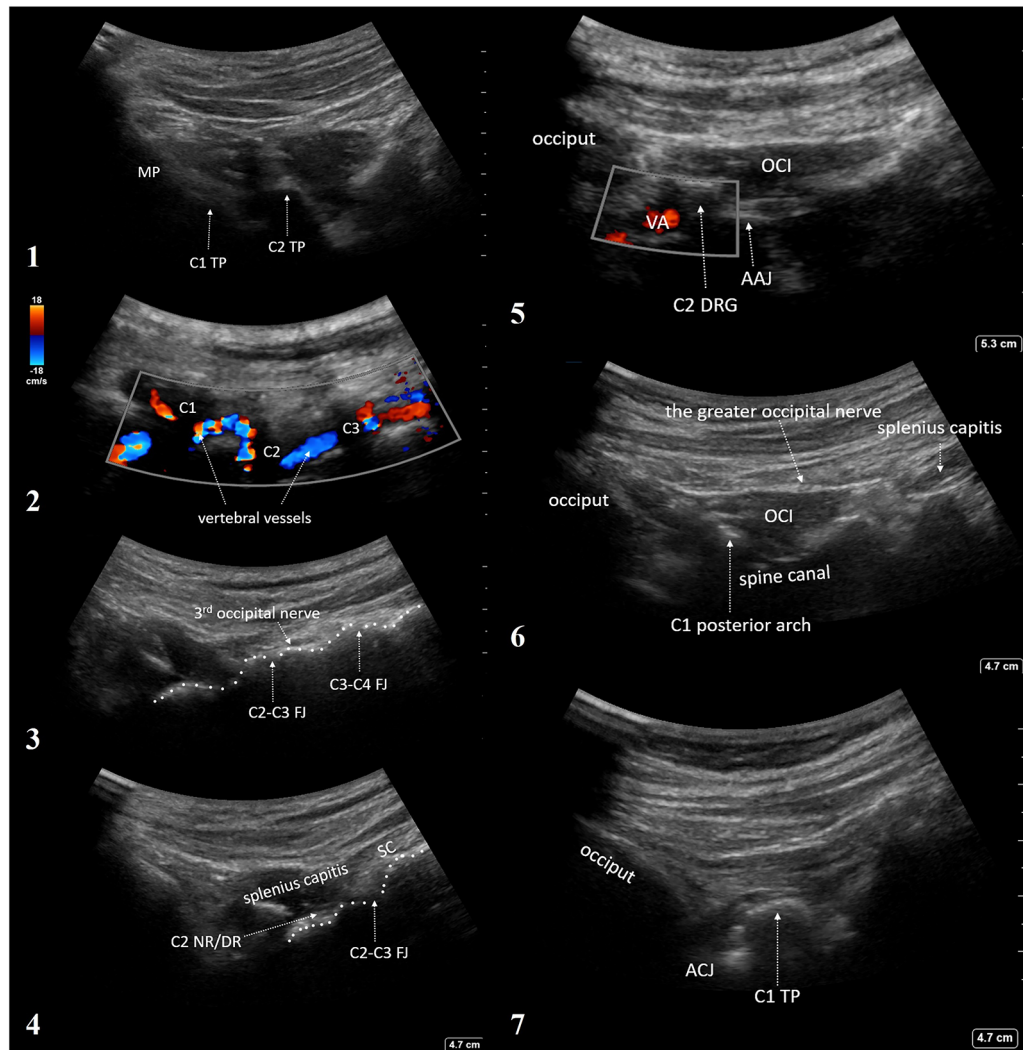 MP
C1 TP
C2 TP
1
18
-18
cm/s
C1
C2
C3
vertebral vessels
2
3rd occipital nerve
C3-C4 FJ
C2-C3 FJ
3
SC
splenius capitis
C2 NR/DR
C2-C3 FJ
4
4.7 cm
occiput
OCI
VA
AAJ
C2 DRG
5
5.3 cm
the greater occipital nerve
splenius capitis
occiput
OCI
spine canal
C1 posterior arch
6
4.7 cm
occiput
ACJ
C1 TP
7
4.7 cm